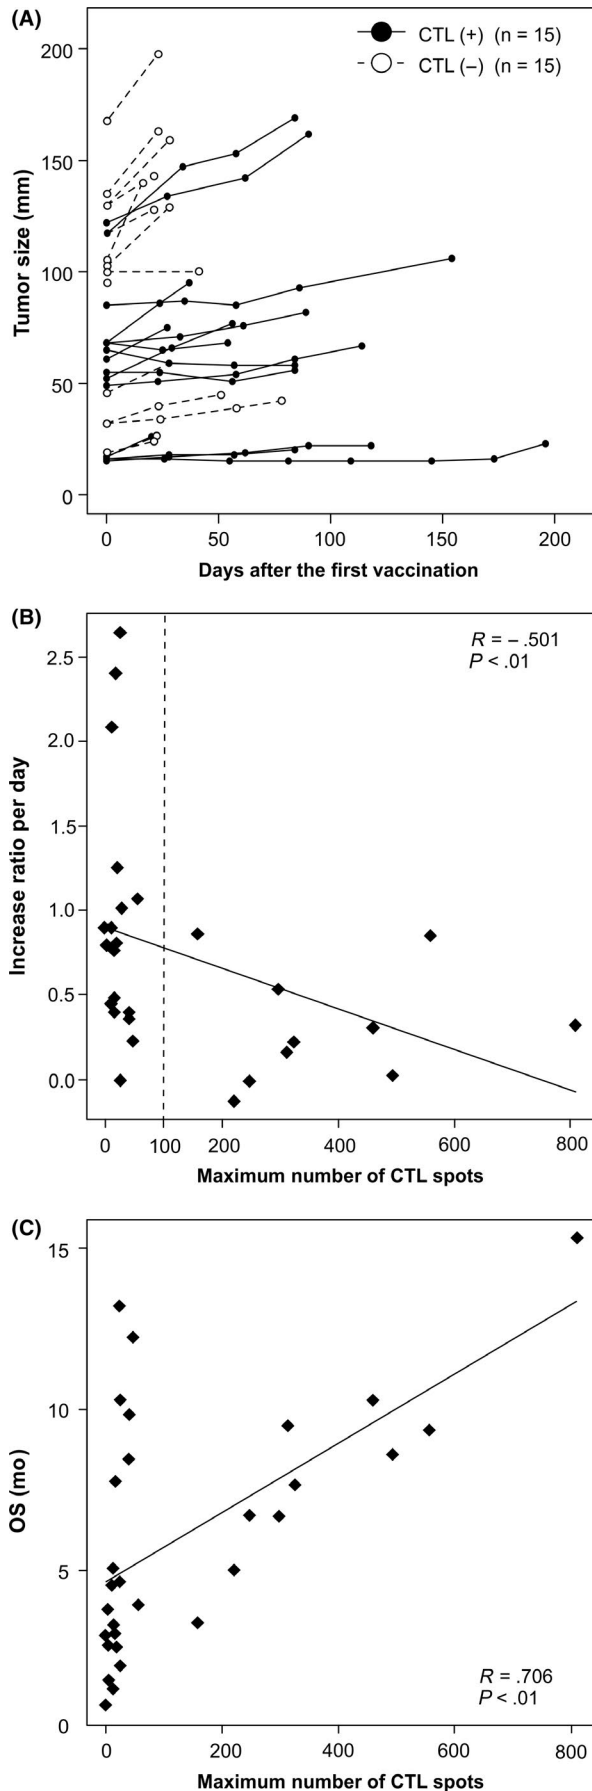 (A)
CTL (+) (n = 15)
CTL (–) (n = 15)
200
150
100
50
0
Tumor size (mm)
0 50 100 150 200
Days after the first vaccination
(B)
R = – .501
P < .01
2.5
2.0
1.5
1.0
0.5
0.0
Increase ratio per day
0 100 200 400 600 800
Maximum number of CTL spots
(C)
15
10
5
0
OS (mo)
R = .706
P < .01
0 200 400 600 800
Maximum number of CTL spots